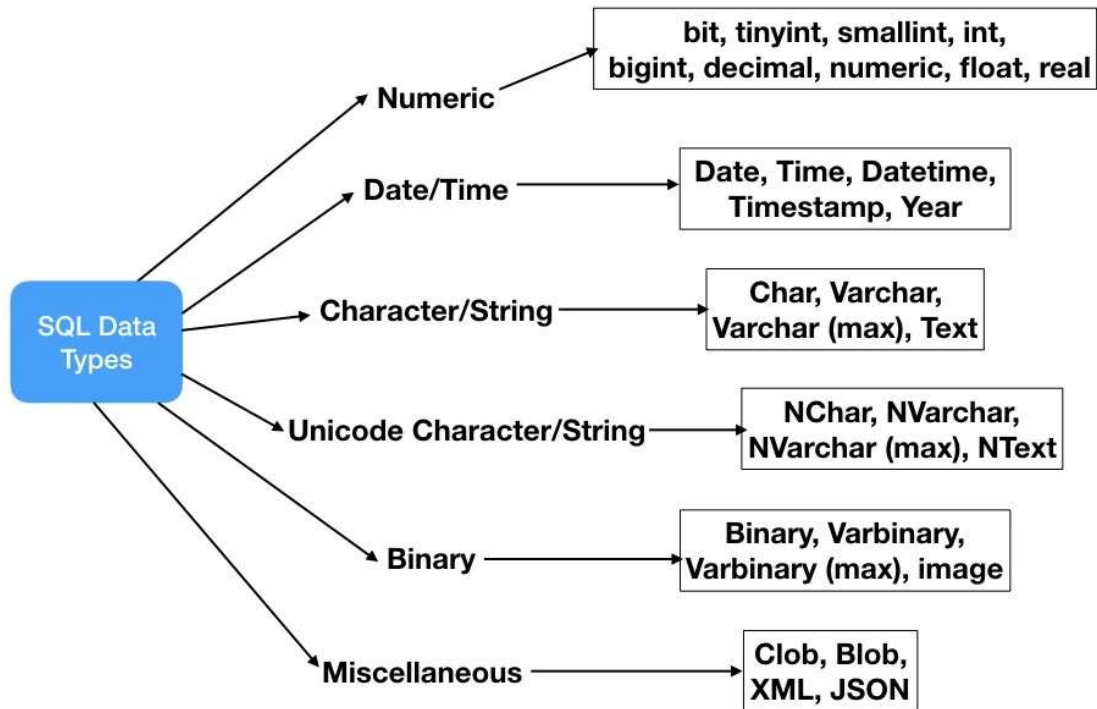 bit, tinyint, smallint, int,
bigint, decimal, numeric, float, real
Numeric
Date/Time
Date, Time, Datetime,
Timestamp, Year
SQL Data
Types
Character/String
Char, Varchar,
Varchar (max), Text
Unicode Character/String
NChar, NVarchar,
NVarchar (max), NText
Binary
Binary, Varbinary,
Varbinary (max), image
Miscellaneous
Clob, Blob,
XML, JSON